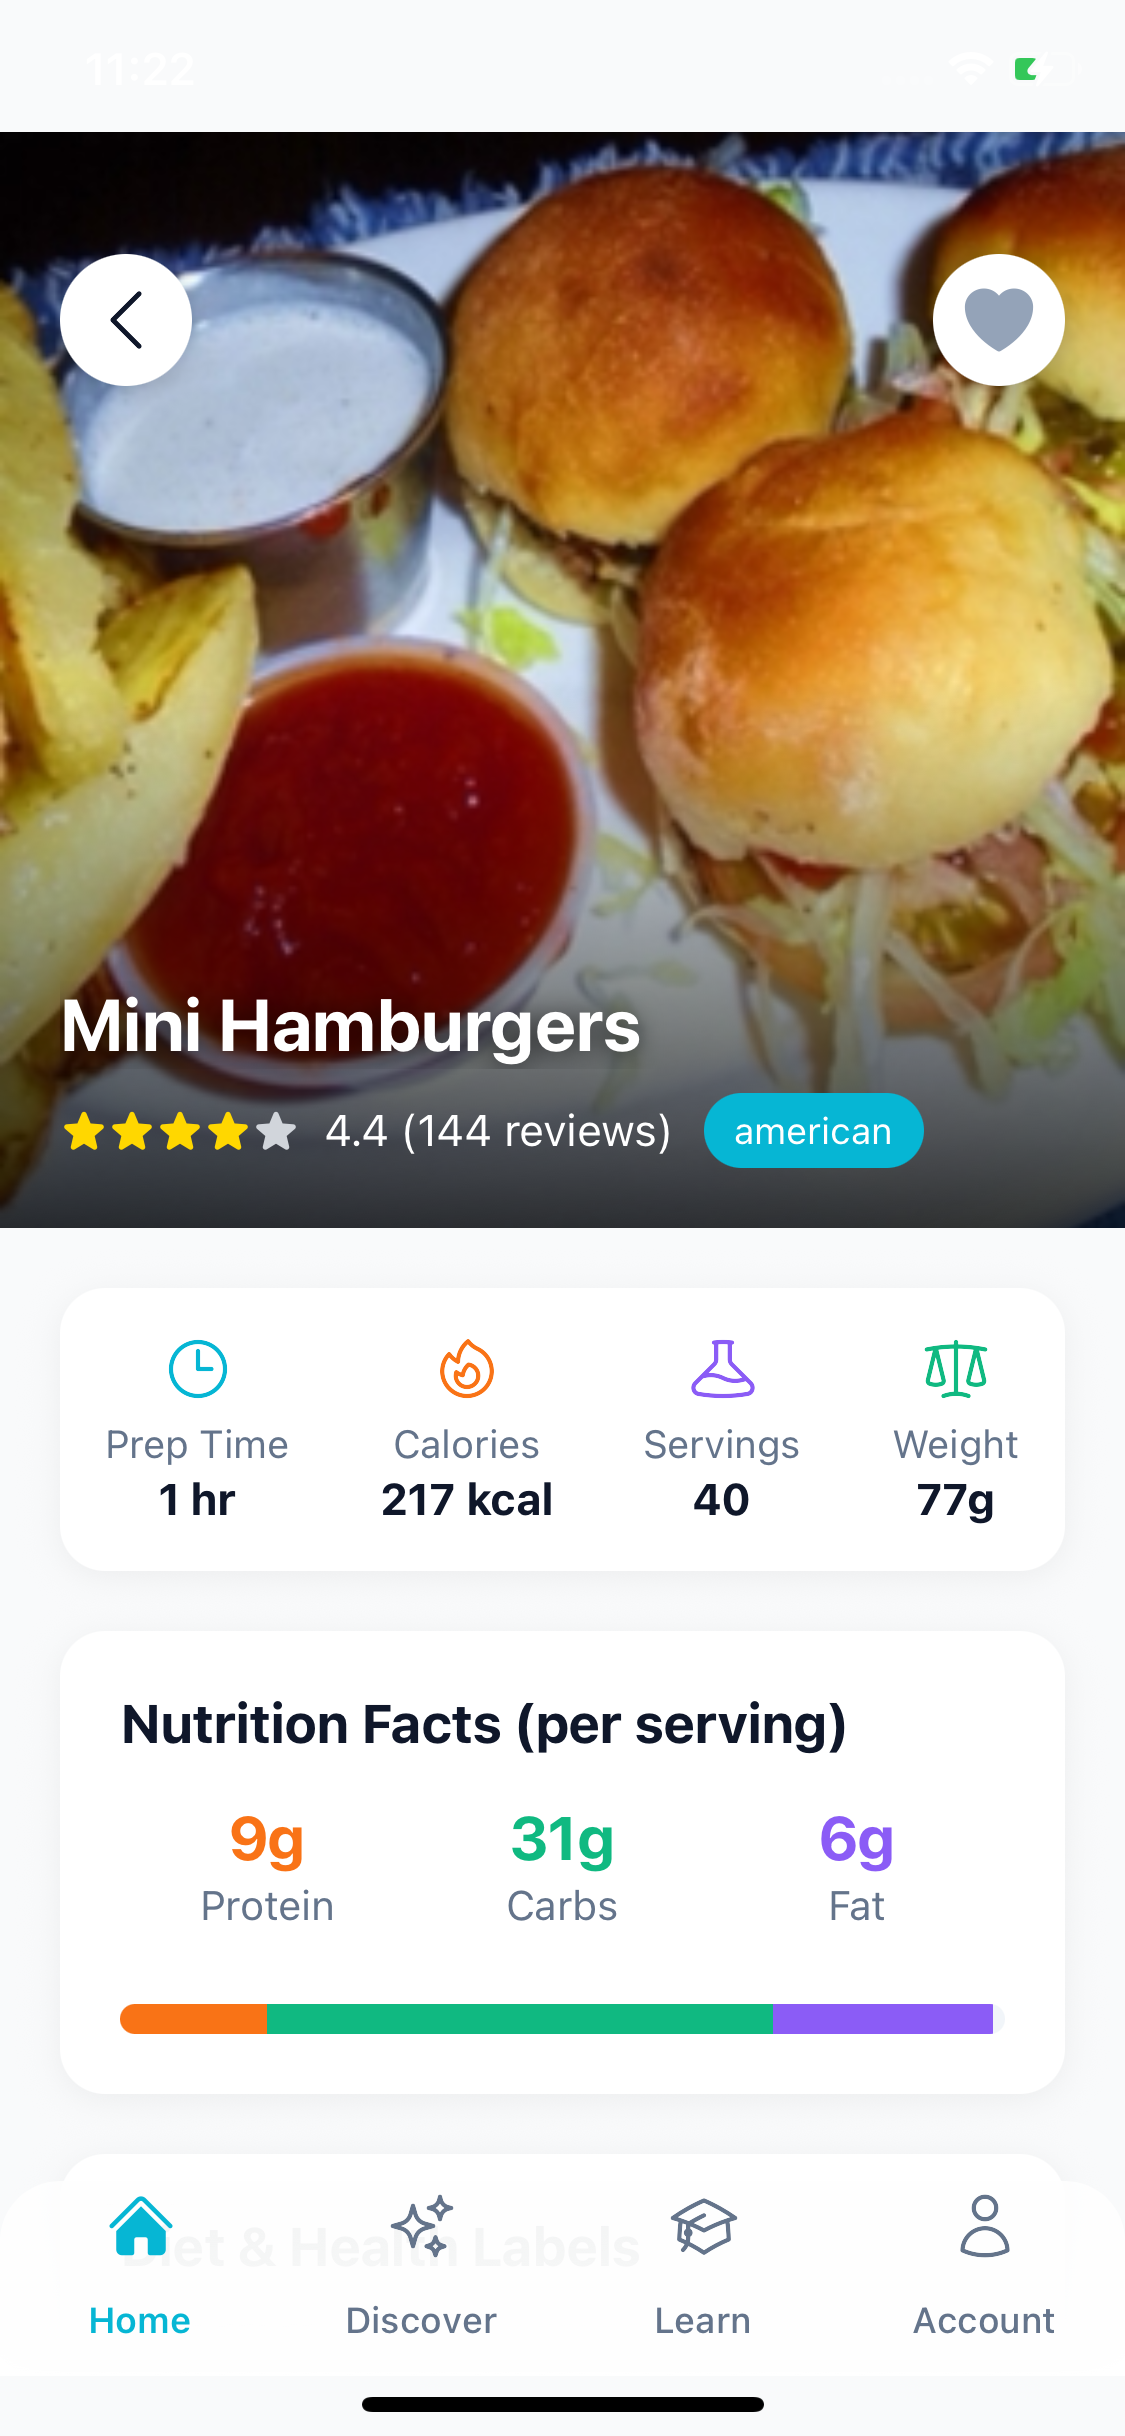 11:22
Mini Hamburgers
4.4 (144 reviews) american
Prep Time Calories Servings Weight
1 hr 217 kcal 40 77g
Nutrition Facts (per serving)
9g 31g 6g
Protein Carbs Fat
Diet & Health Labels
Home Discover Learn Account